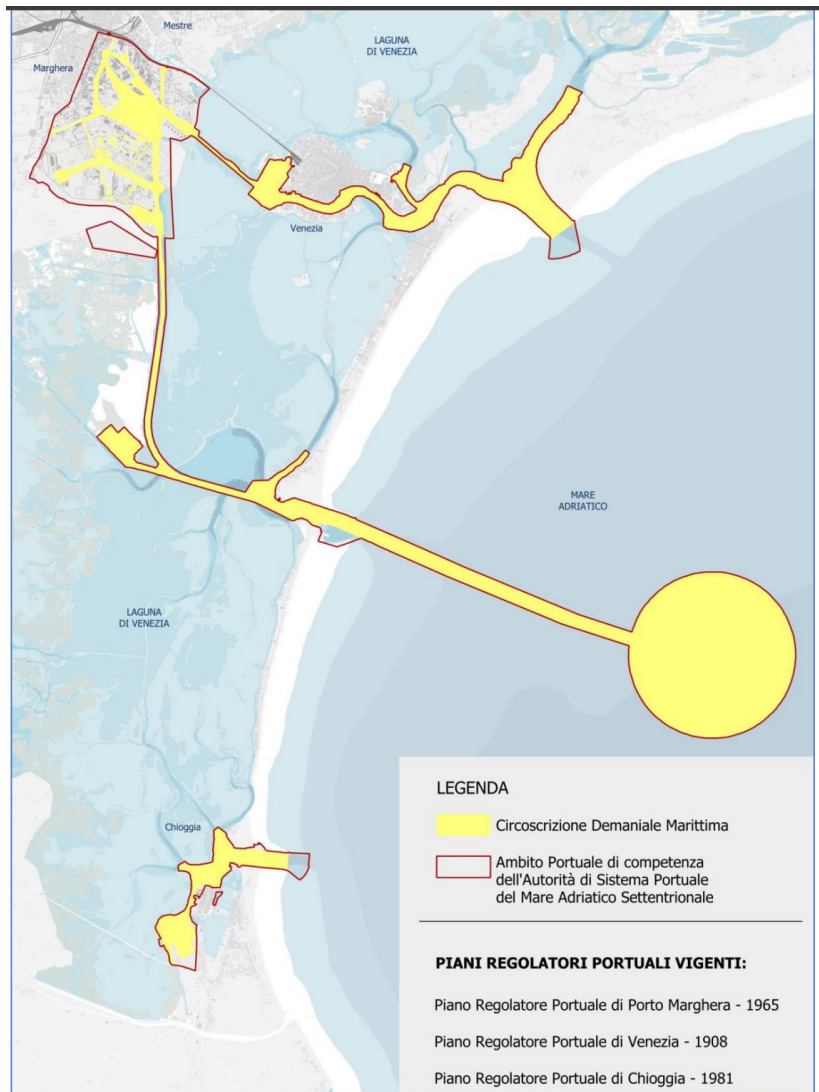 Mestre
LAGUNA
DI VENEZIA
Marghera
Venezia
MARE
ADRIATICO
LAGUNA
DI VENEZIA
Chioggia
LEGENDA
Circoscrizione Demaniale Marittima
Ambito Portuale di competenza
dell'Autorità di Sistema Portuale
del Mare Adriatico Settentrionale
PIANI REGOLATORI PORTUALI VIGENTI:
Piano Regolatore Portuale di Porto Marghera - 1965
Piano Regolatore Portuale di Venezia - 1908
Piano Regolatore Portuale di Chioggia - 1981